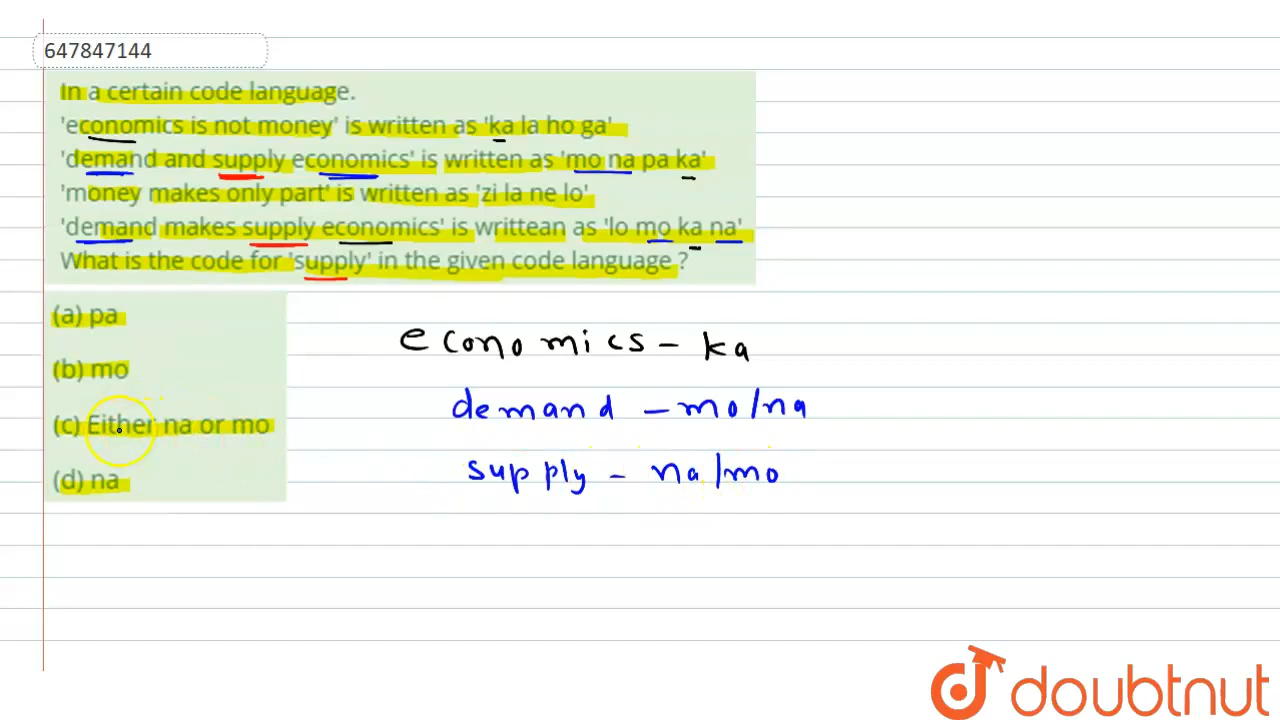 647847144
In a certain code language.
'economics is not money' is written as 'ka la ho ga'
'demand and supply economics' is written as 'mo na pa ka'
'money makes only part' is written as 'zi la ne lo'
'demand makes supply economics' is writtean as 'lo mo ka na'
What is the code for 'supply' in the given code language ?
(a) pa
(b) mo
(c) Either na or mo
(d) na
economics - ka
demand - mo/na
supply - na/mo
doubtnut